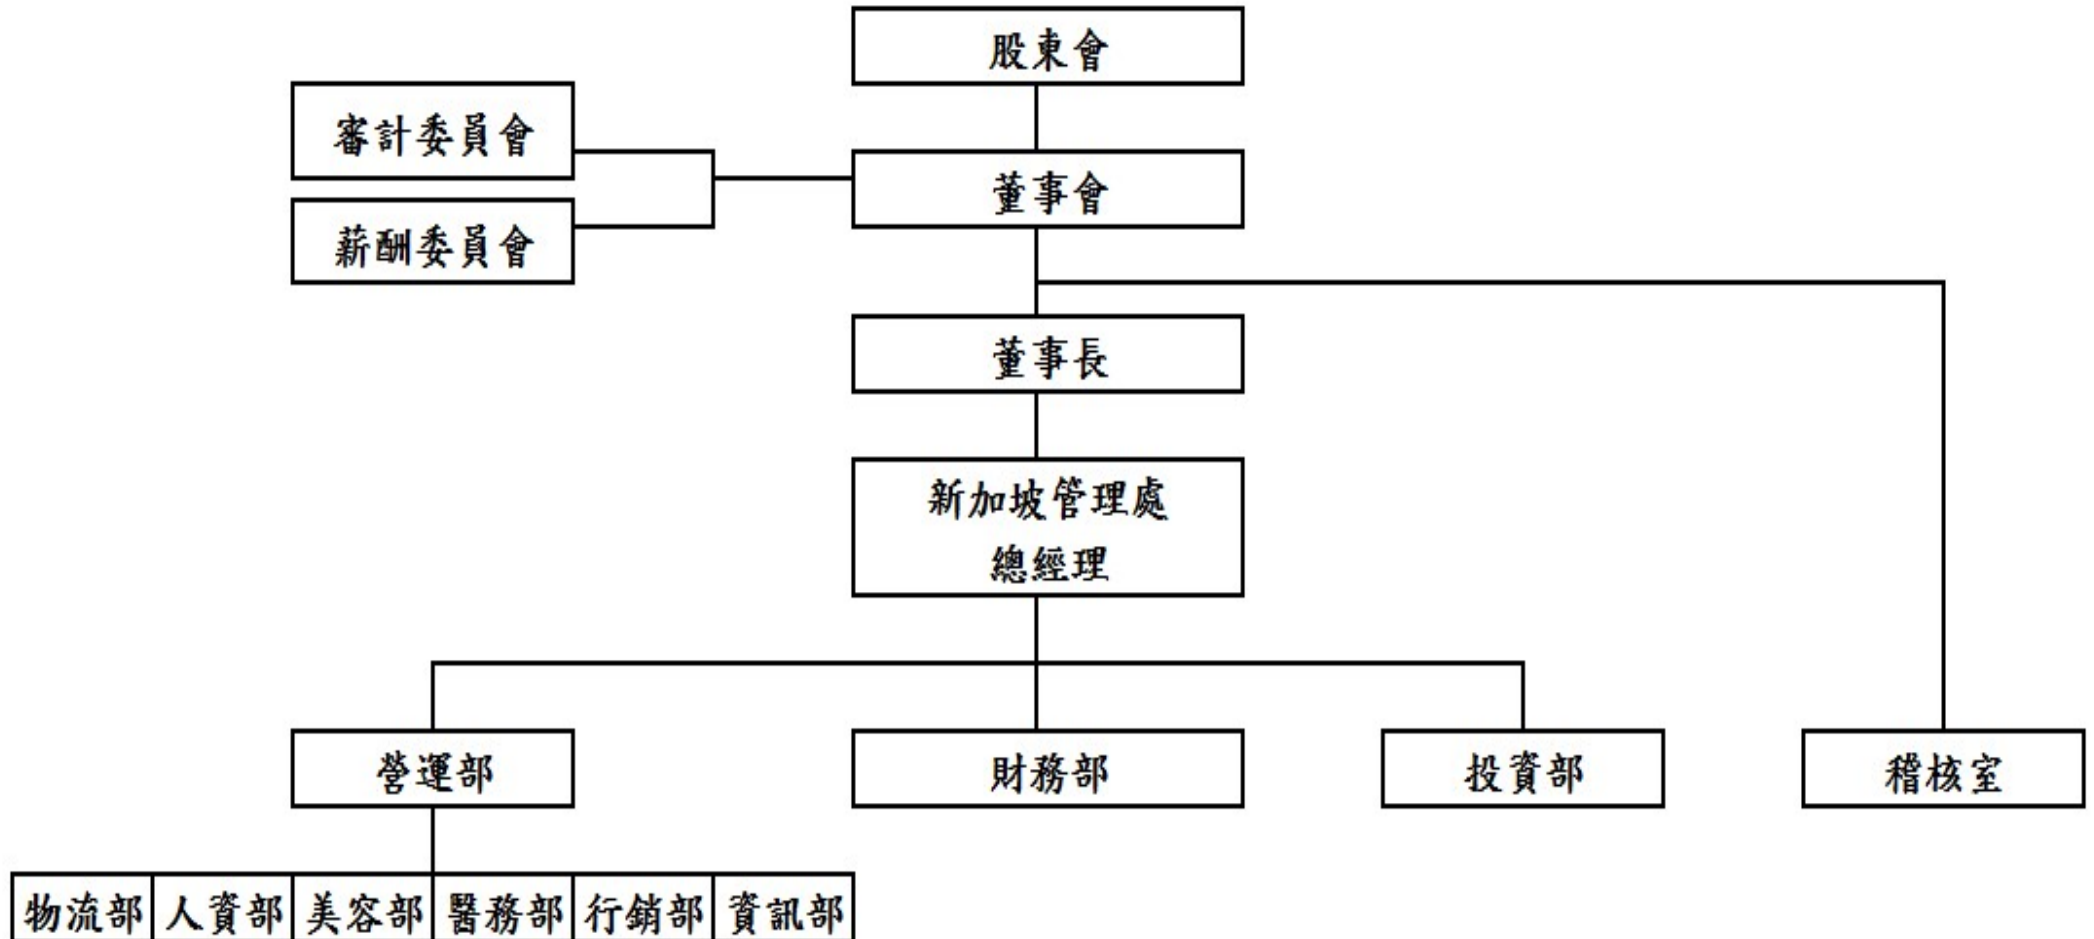 股東會
審計委員會
董事會
薪酬委員會
董事長
新加坡管理處
總經理
營運部
財務部
投資部
稽核室
物流部
人資部
美容部
醫務部
行銷部
資訊部